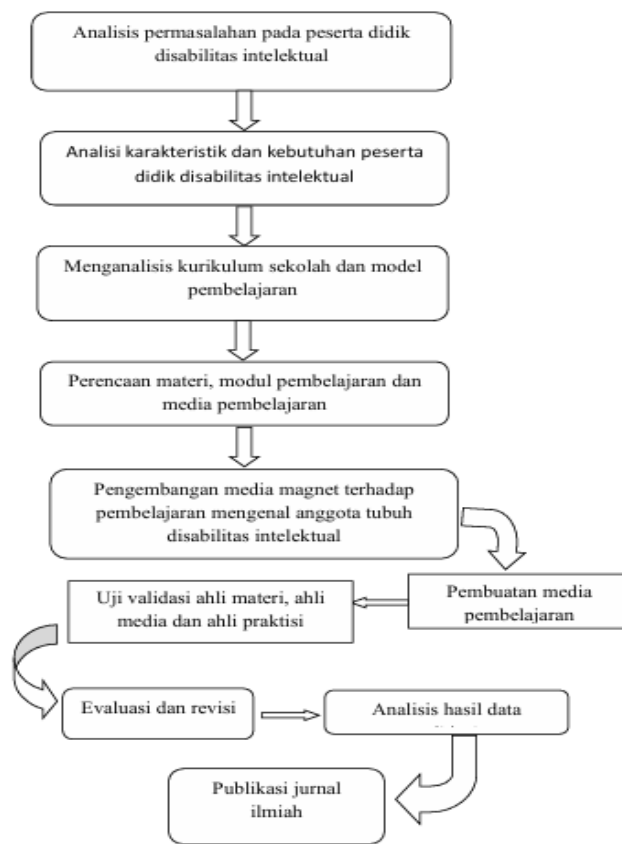 Analisis permasalahan pada peserta didik
disabilitas intelektual
Analisi karakteristik dan kebutuhan peserta
didik disabilitas intelektual
Menganalisis kurikulum sekolah dan model
pembelajaran
Perencaan materi, modul pembelajaran dan
media pembelajaran
Pengembangan media magnet terhadap
pembelajaran mengenal anggota tubuh
disabilitas intelektual
Pembuatan media
pembelajaran
Uji validasi ahli materi, ahli
media dan ahli praktisi
Evaluasi dan revisi
Analisis hasil data
Publikasi jurnal
ilmiah